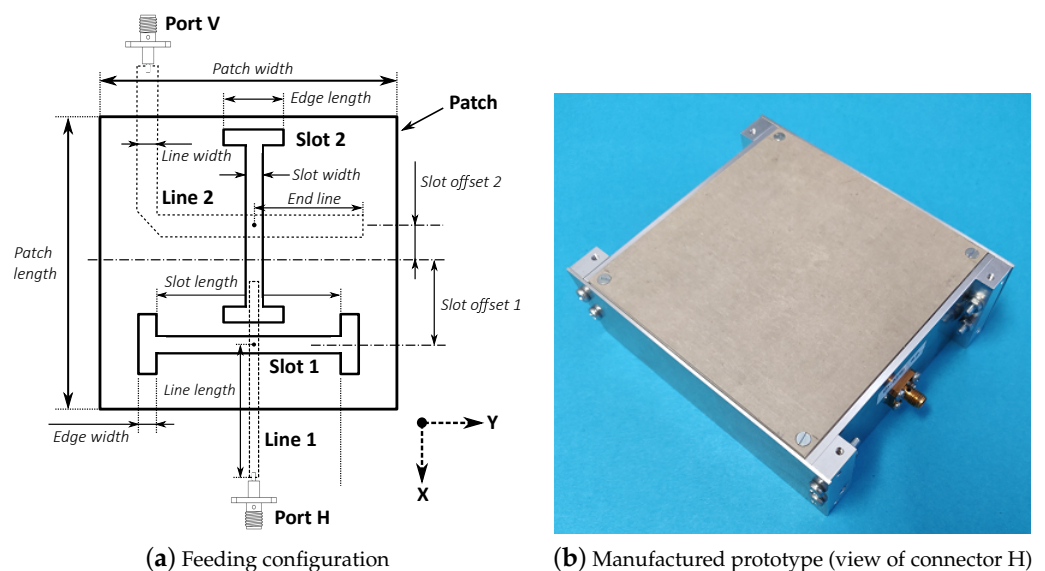 Port V
Patch width
Edge length
Patch
Slot 2
Line width
Slot width
Slot offset 2
Line 2
End line
Patch
length
Slot length
Slot offset 1
Slot 1
Line length
Edge width
Line 1
Y
X
Port H
(a) Feeding configuration
(b) Manufactured prototype (view of connector H)